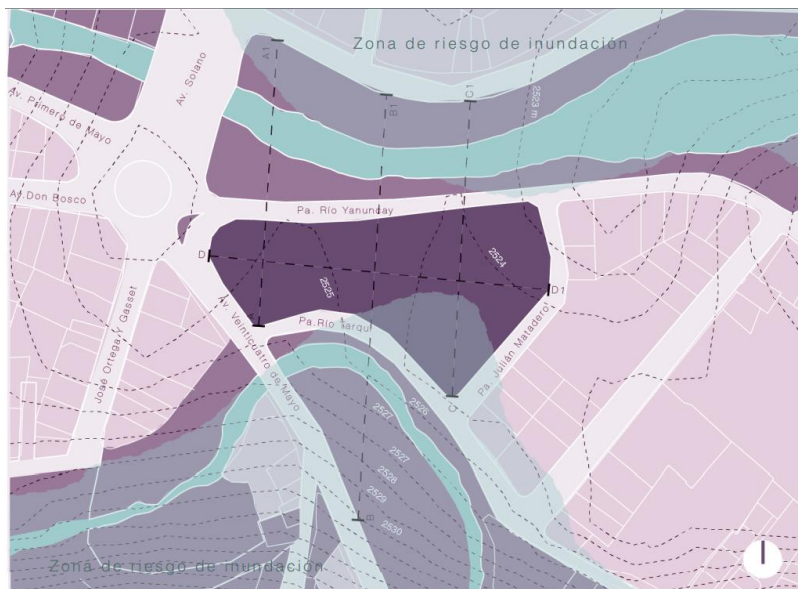 Zona de riesgo de inundación
Av. Solano
A1
B1
C1
2523 m
Av. Primero de Mayo
Av.Don Bosco
Pa. Río Yanunday
D
2524
2525
D1
Av. Veinticuatro de Mayo
Pa.Río Tarqui
Pa. Julián Matadero
José Ortega Y Gasset
C
2526
2527
2527
2528
2529
2530
B
Zona de riesgo de inundación